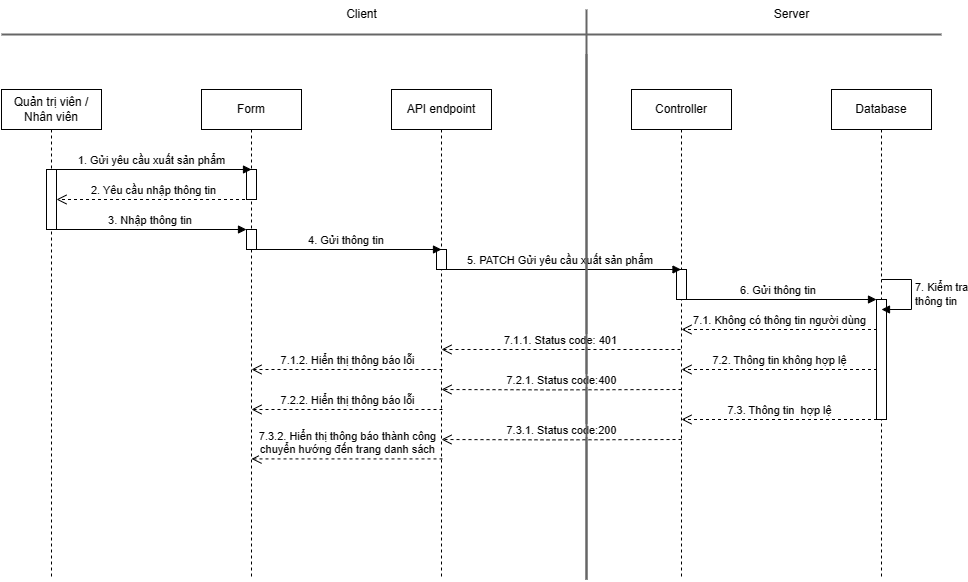 Client
Server
Quản trị viên /
Nhân viên
Form
API endpoint
Controller
Database
1. Gửi yêu cầu xuất sản phẩm
2. Yêu cầu nhập thông tin
3. Nhập thông tin
4. Gửi thông tin
5. PATCH Gửi yêu cầu xuất sản phẩm
6. Gửi thông tin
7. Kiểm tra
thông tin
7.1. Không có thông tin người dùng
7.1.1. Status code: 401
7.1.2. Hiển thị thông báo lỗi
7.2. Thông tin không hợp lệ
7.2.1. Status code:400
7.2.2. Hiển thị thông báo lỗi
7.3. Thông tin  hợp lệ
7.3.1. Status code:200
7.3.2. Hiển thị thông báo thành công
chuyển hướng đến trang danh sách